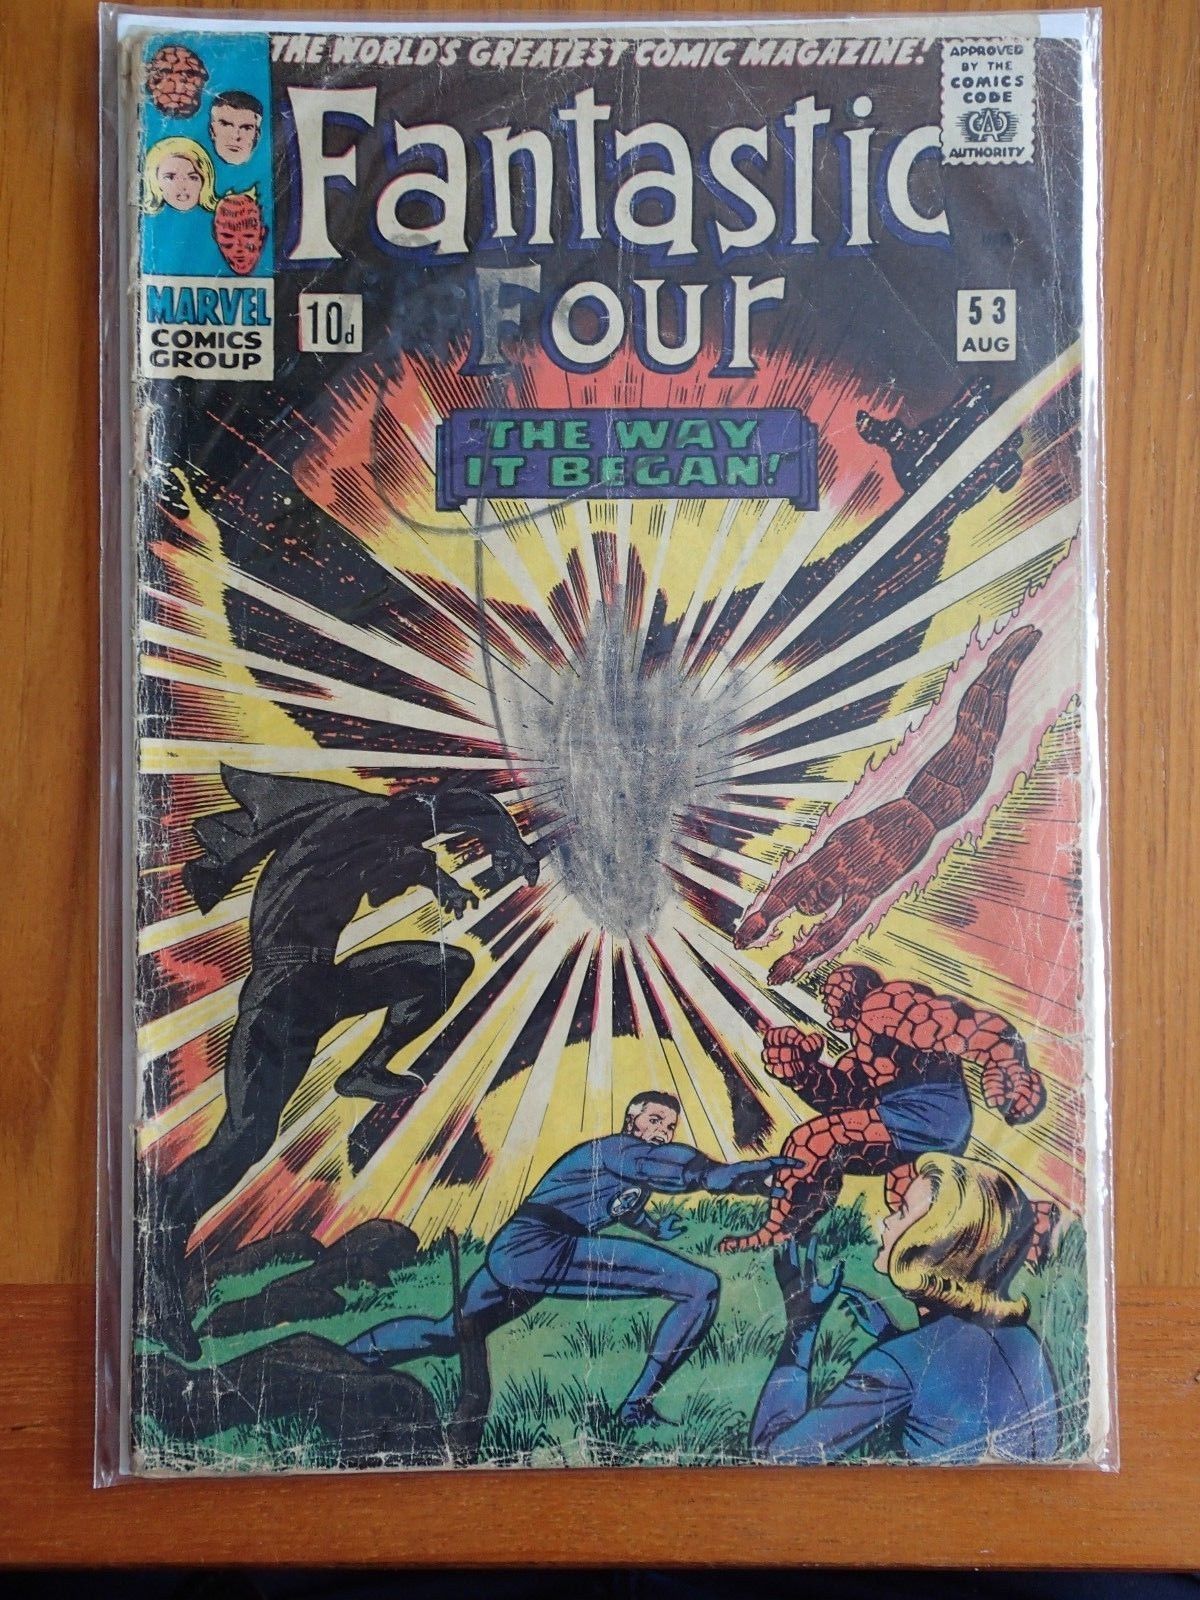 THE WORLD'S GREATEST COMIC MAGAZINE!
APPROVED
BY THE
COMICS
CODE
CAA
AUTHORITY
Fantastic
Four
MARVEL
COMICS
GROUP
10d
53
AUG
THE WAY
IT BEGAN!